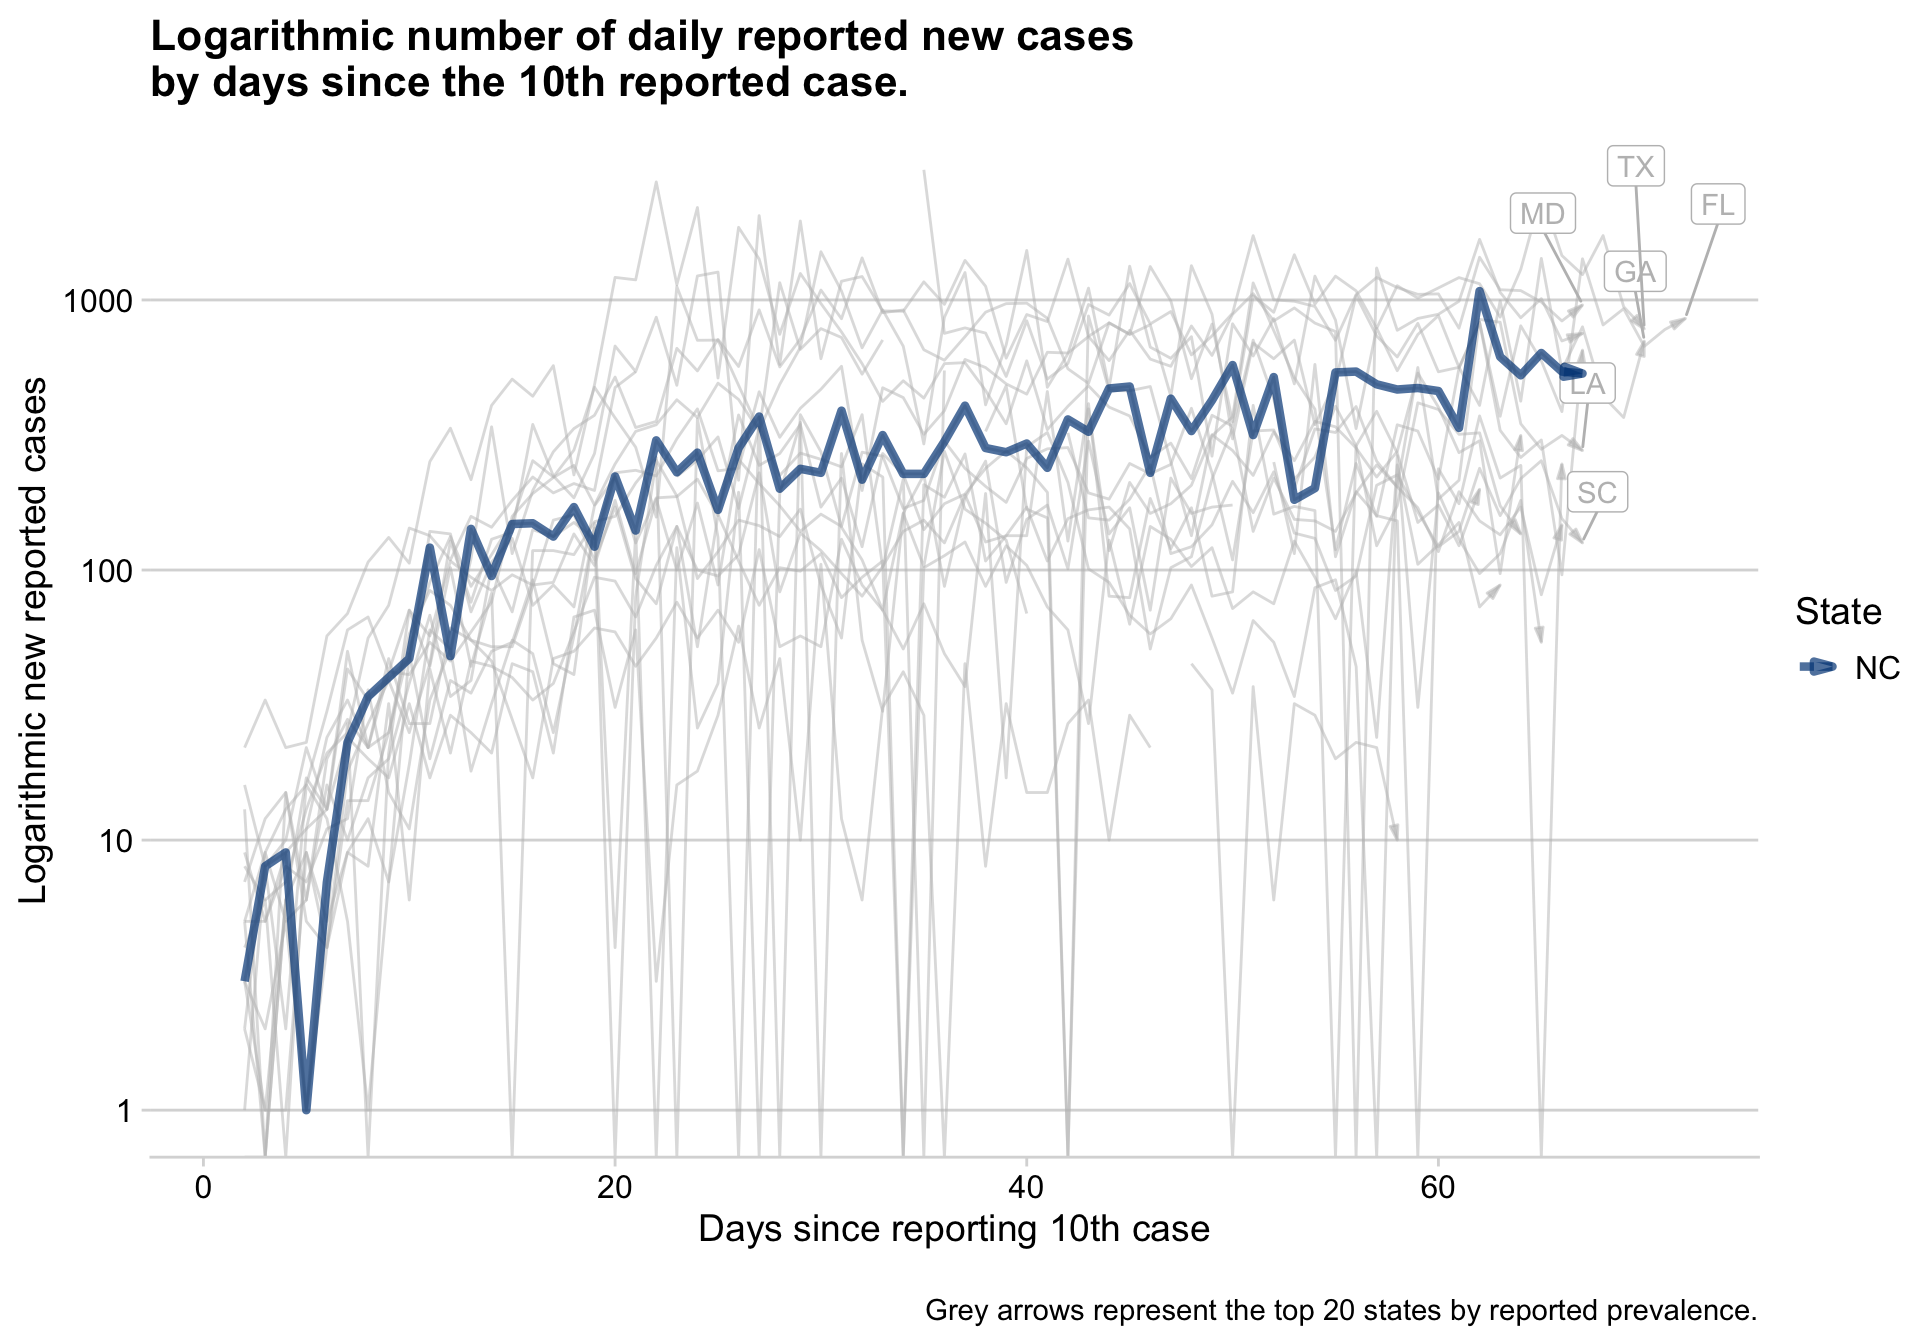 Logarithmic number of daily reported new cases
by days since the 10th reported case.
TX
FL
MD
GA
1000
LA
SC
100
10
1
Logarithmic new reported cases
State
NC
0 20 40 60
Days since reporting 10th case
Grey arrows represent the top 20 states by reported prevalence.